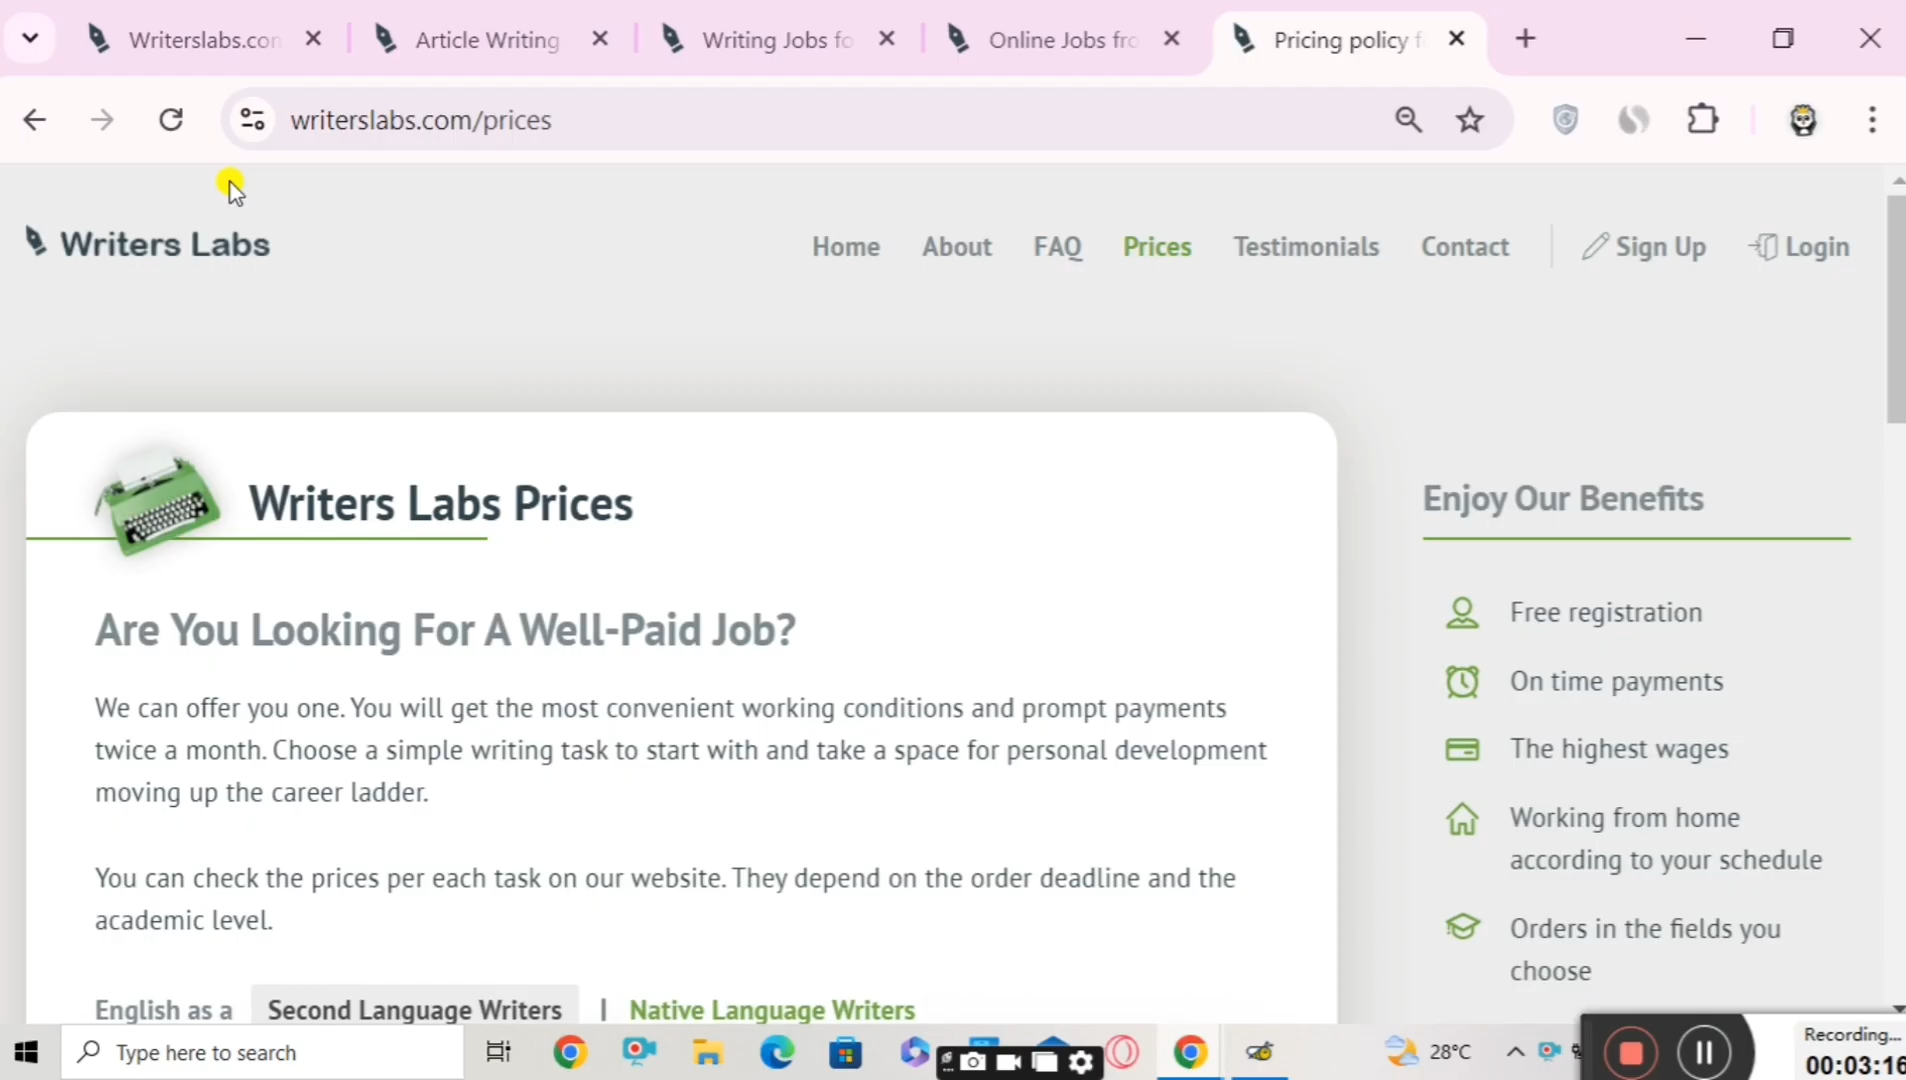 Writerslabs.con
Article Writing
Writing Jobs fo
Online Jobs fro
Pricing policy f
writerslabs.com/prices
Writers Labs
Home
About
FAQ
Prices
Testimonials
Contact
Sign Up
Login
Writers Labs Prices
Are You Looking For A Well-Paid Job?
We can offer you one. You will get the most convenient working conditions and prompt payments
twice a month. Choose a simple writing task to start with and take a space for personal development
moving up the career ladder.
You can check the prices per each task on our website. They depend on the order deadline and the
academic level.
English as a Second Language Writers | Native Language Writers
Enjoy Our Benefits
Free registration
On time payments
The highest wages
Working from home
according to your schedule
Orders in the fields you
choose
Type here to search
28°C
Recording...
00:03:16